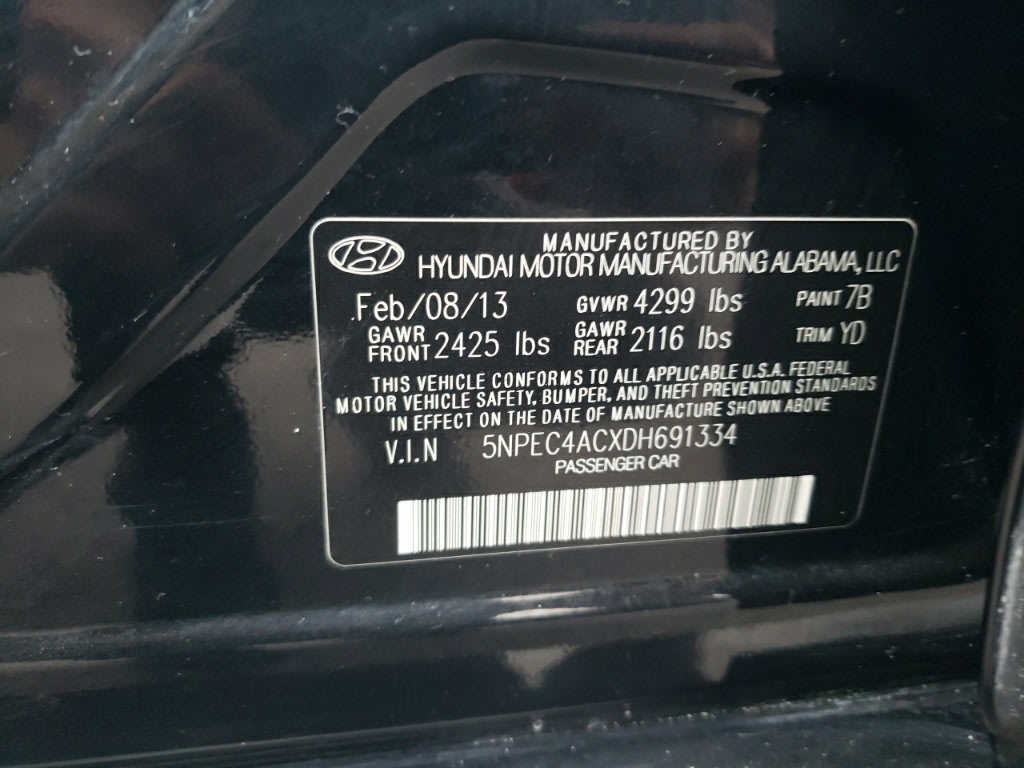 MANUFACTURED BY
HYUNDAI MOTOR MANUFACTURING ALABAMA, LLC
Feb/08/13 GVWR 4299 lbs PAINT 7B
GAWR FRONT 2425 lbs GAWR REAR 2116 lbs TRIM YD
THIS VEHICLE CONFORMS TO ALL APPLICABLE U.S.A. FEDERAL
MOTOR VEHICLE SAFETY, BUMPER, AND THEFT PREVENTION STANDARDS
IN EFFECT ON THE DATE OF MANUFACTURE SHOWN ABOVE
V.I.N 5NPEC4ACXDH691334
PASSENGER CAR